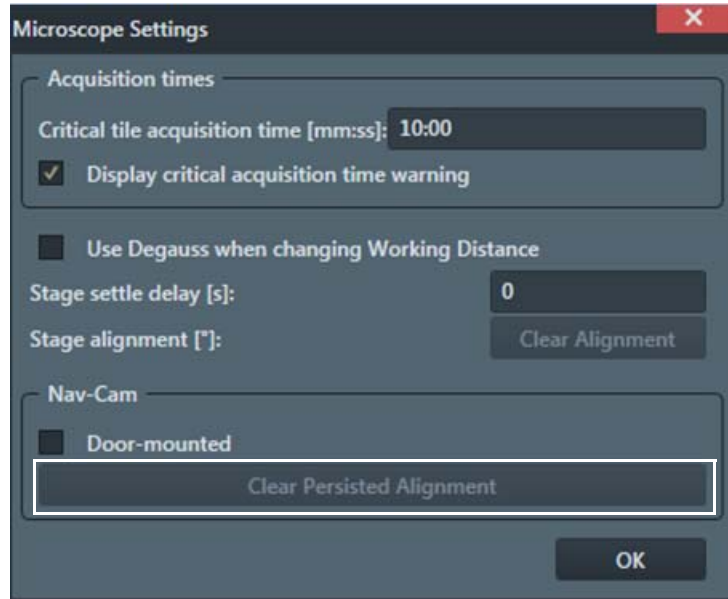 Microscope Settings
Acquisition times
Critical tile acquisition time [mm:ss]: 10:00
Display critical acquisition time warning
Use Degauss when changing Working Distance
Stage settle delay [s]: 0
Stage alignment [°]: Clear Alignment
Nav-Cam
Door-mounted
Clear Persisted Alignment
OK